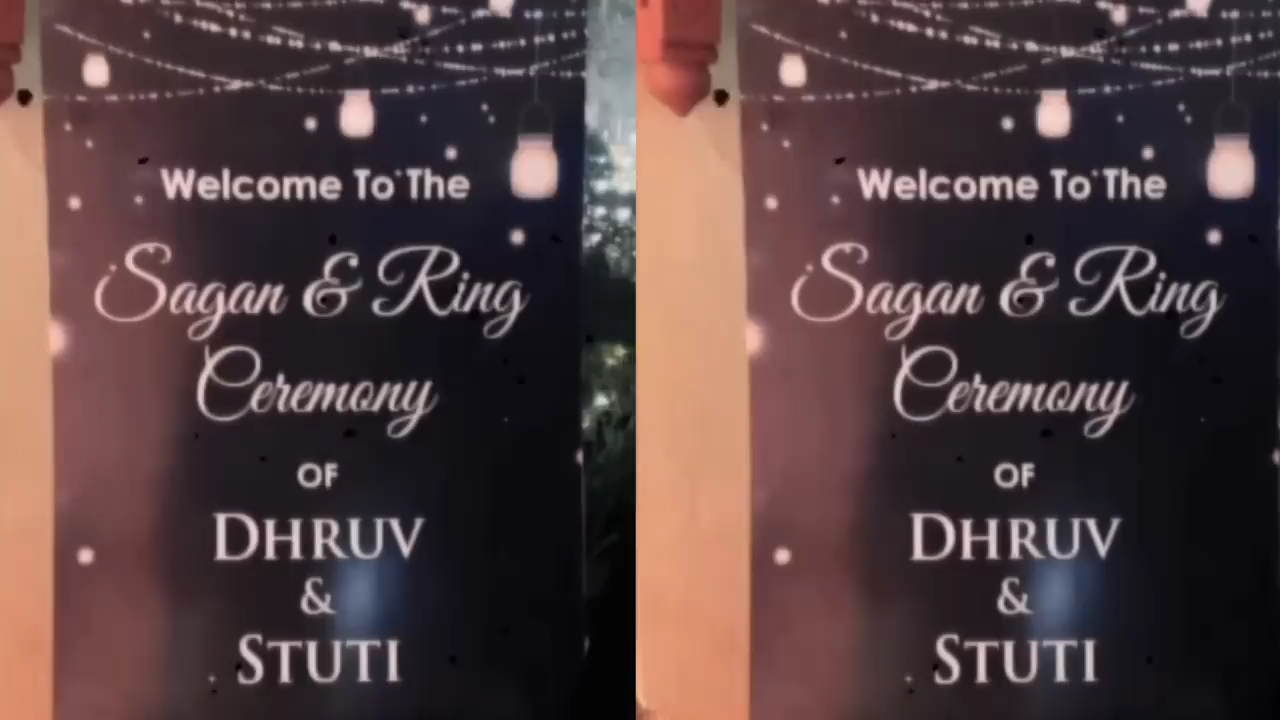 Welcome To The
Sagan & Ring
Ceremony
OF
DHRUV
&
STUTI
Welcome To The
Sagan & Ring
Ceremony
OF
DHRUV
&
STUTI